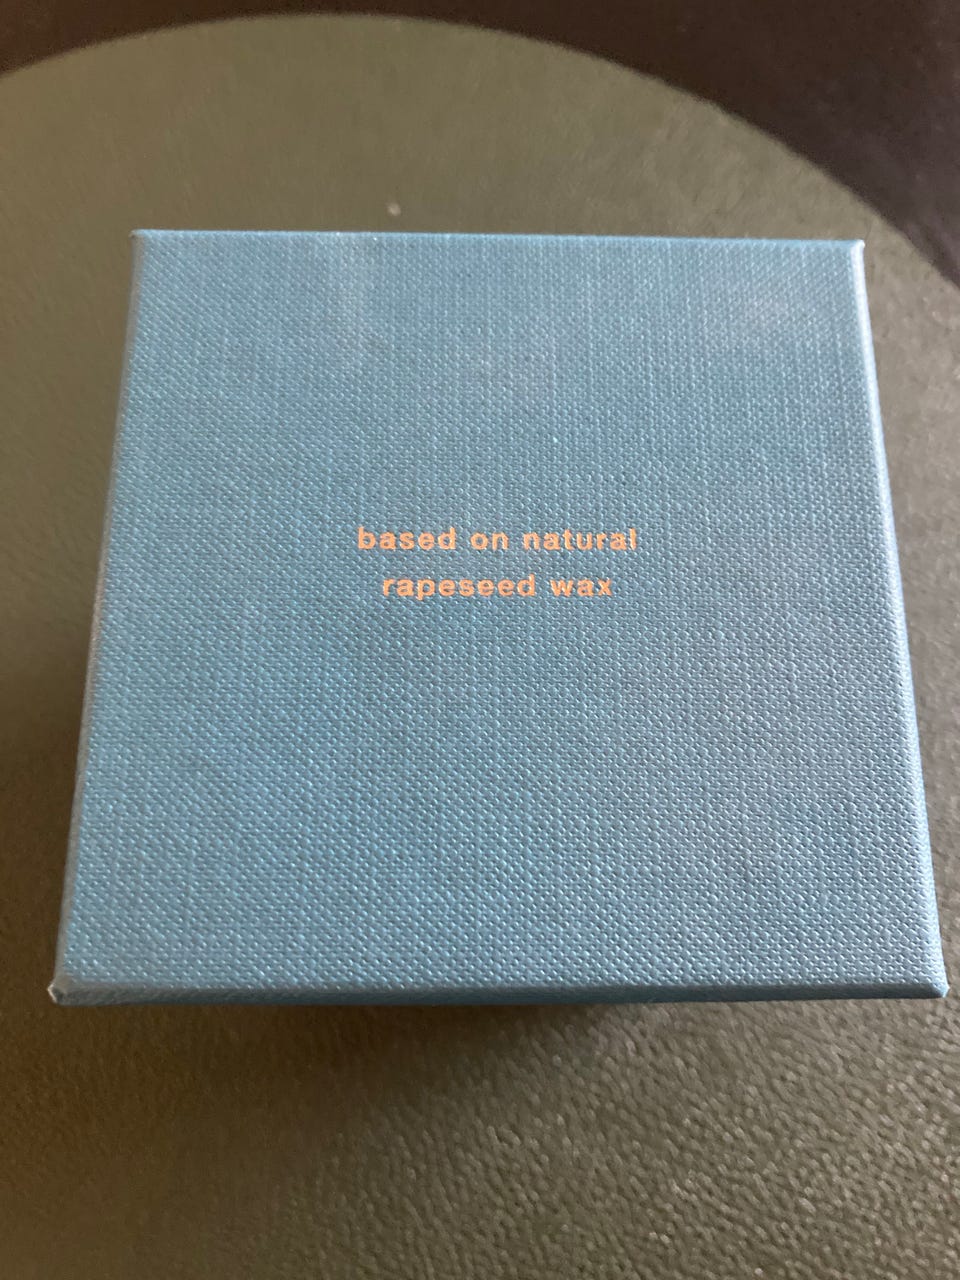 based on natural
rapeseed wax